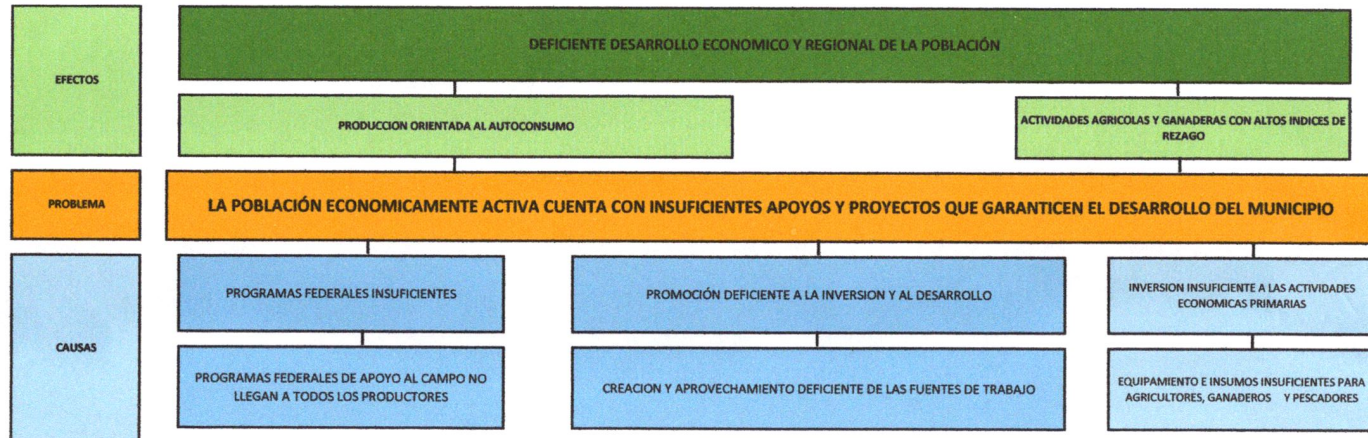 DEFICIENTE DESARROLLO ECONOMICO Y REGIONAL DE LA POBLACIÓN
EFECTOS
PRODUCCION ORIENTADA AL AUTOCONSUMO
ACTIVIDADES AGRICOLAS Y GANADERAS CON ALTOS INDICES DE
REZAGO
PROBLEMA
LA POBLACIÓN ECONOMICAMENTE ACTIVA CUENTA CON INSUFICIENTES APOYOS Y PROYECTOS QUE GARANTICEN EL DESARROLLO DEL MUNICIPIO
CAUSAS
PROGRAMAS FEDERALES INSUFICIENTES
PROMOCIÓN DEFICIENTE A LA INVERSION Y AL DESARROLLO
INVERSION INSUFICIENTE A LAS ACTIVIDADES
ECONOMICAS PRIMARIAS
PROGRAMAS FEDERALES DE APOYO AL CAMPO NO
LLEGAN A TODOS LOS PRODUCTORES
CREACION Y APROVECHAMIENTO DEFICIENTE DE LAS FUENTES DE TRABAJO
EQUIPAMIENTO E INSUMOS INSUFICIENTES PARA
AGRICULTORES, GANADEROS Y PESCADORES